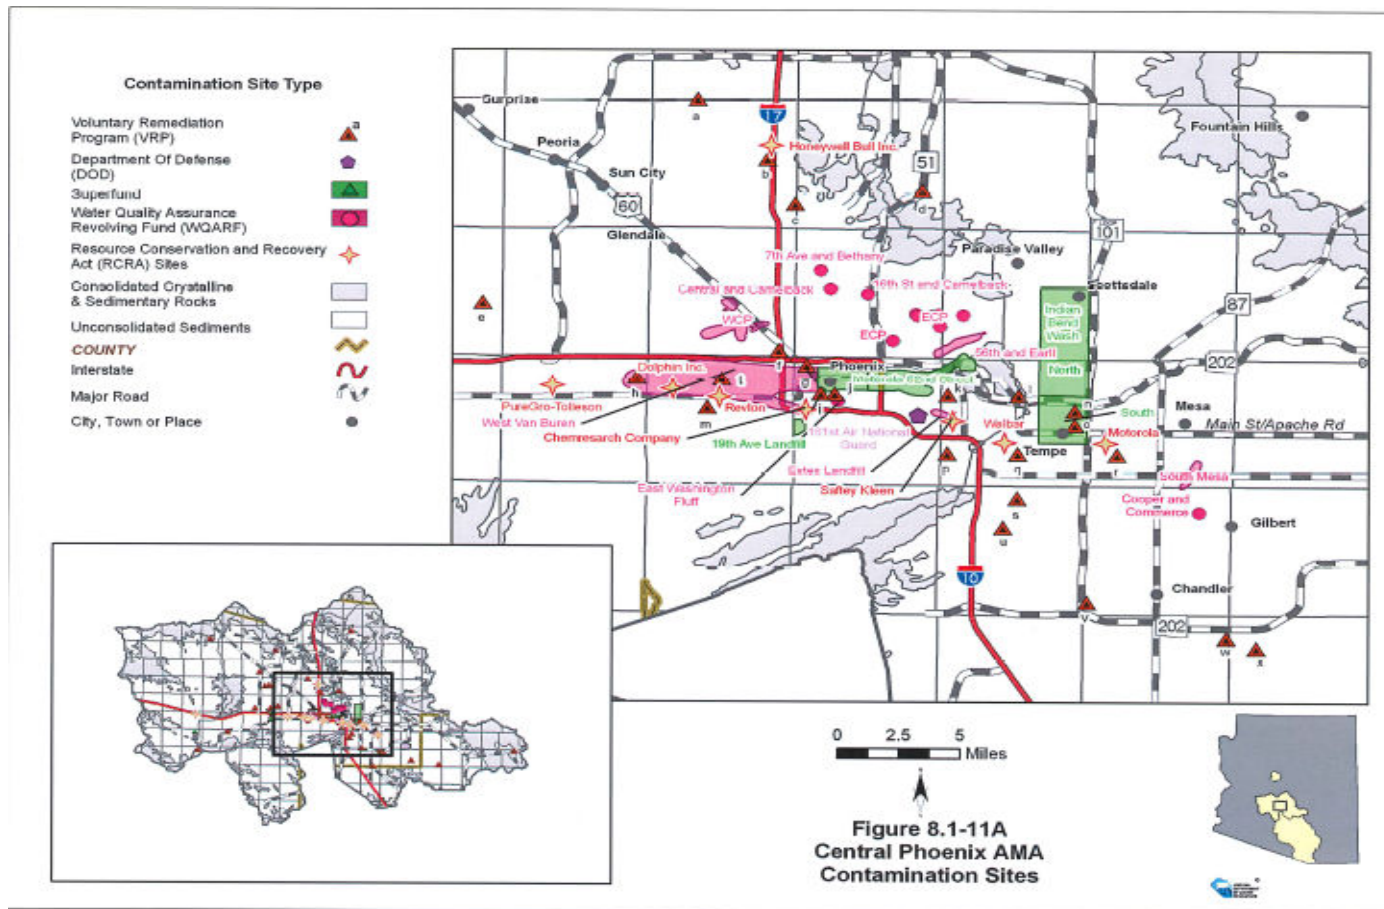 Contamination Site Type
Voluntary Remediation
Program (VRP)
a
Department Of Defense
(DOD)
Superfund
Water Quality Assurance
Revolving Fund (WQARF)
Resource Conservation and Recovery
Act (RCRA) Sites
Consolidated Crystalline
& Sedimentary Rocks
Unconsolidated Sediments
COUNTY
Interstate
Major Road
City, Town or Place
Surprise
a
17
Fountain Hills
Peoria
Honeywell Bull Inc.
51
b
Sun City
60
c
d
101
Glendale
Paradise Valley
7th Ave and Bethany
Central and Camelback
16th St and Camelback
Scottsdale
87
e
WCP
ECP
ECP
Indian
Bend
Wash
56th and Earll
202
f
Dolphin Inc.
Phoenix
Motorola 52nd Street
North
g
h
i
j
k
l
n
PureGro-Tolleson
Revlon
m
West Van Buren
South
Mesa
Chemresarch Company
161st Air National
Guard
Walbar
o
Motorola
Main St/Apache Rd
19th Ave Landfill
Tempe
p
q
r
Estes Landfill
South Mesa
East Washington
Fluff
Saftey Kleen
s
Cooper and
Commerce
u
Gilbert
10
Chandler
v
202
w
x
0 2.5 5
Miles
Figure 8.1-11A
Central Phoenix AMA
Contamination Sites